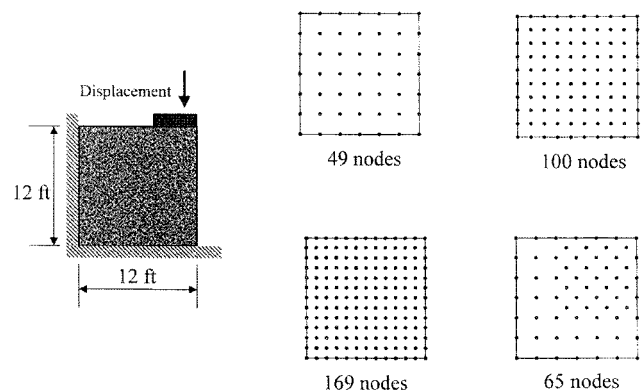 Displacement
12 ft
12 ft
49 nodes
100 nodes
169 nodes
65 nodes